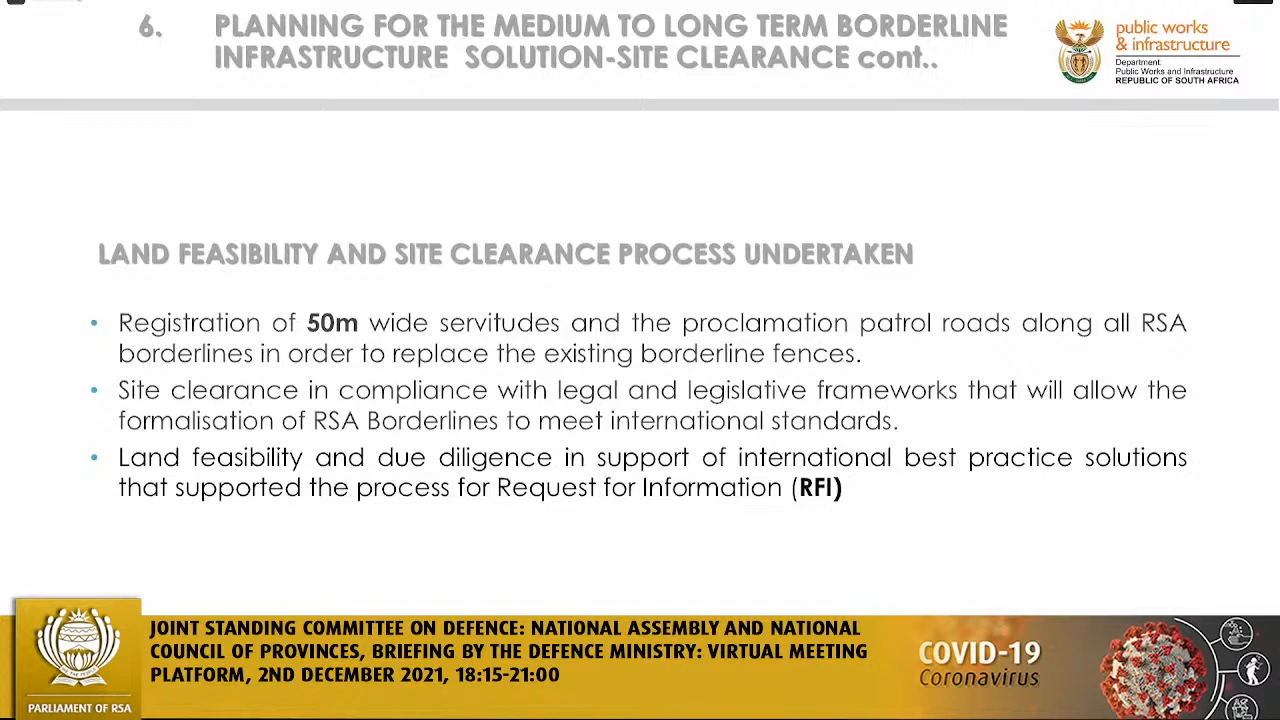 6. PLANNING FOR THE MEDIUM TO LONG TERM BORDERLINE
INFRASTRUCTURE SOLUTION-SITE CLEARANCE cont..
public works
& infrastructure
Department:
Public Works and Infrastructure
REPUBLIC OF SOUTH AFRICA
LAND FEASIBILITY AND SITE CLEARANCE PROCESS UNDERTAKEN
• Registration of 50m wide servitudes and the proclamation patrol roads along all RSA
borderlines in order to replace the existing borderline fences.
• Site clearance in compliance with legal and legislative frameworks that will allow the
formalisation of RSA Borderlines to meet international standards.
• Land feasibility and due diligence in support of international best practice solutions
that supported the process for Request for Information (RFI)
JOINT STANDING COMMITTEE ON DEFENCE: NATIONAL ASSEMBLY AND NATIONAL
COUNCIL OF PROVINCES, BRIEFING BY THE DEFENCE MINISTRY: VIRTUAL MEETING
PLATFORM, 2ND DECEMBER 2021, 18:15-21:00
PARLIAMENT OF RSA
COVID-19
Coronavirus